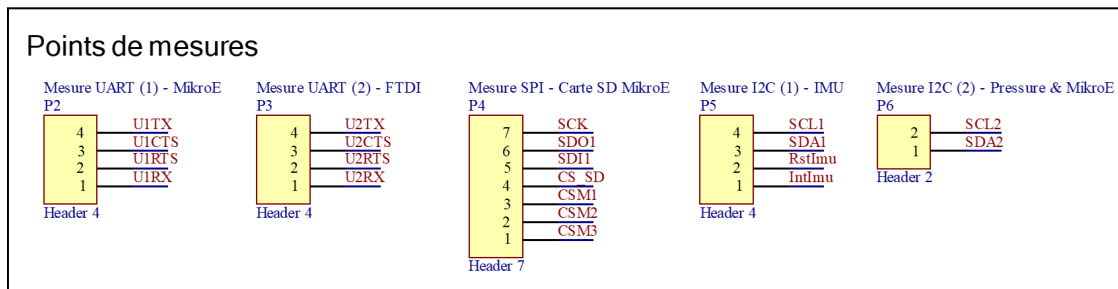 Points de mesures
Mesure UART (1) - MikroE
P2
4 U1TX
3 U1CTS
2 U1RTS
1 U1RX
Header 4
Mesure UART (2) - FTDI
P3
4 U2TX
3 U2CTS
2 U2RTS
1 U2RX
Header 4
Mesure SPI - Carte SD MikroE
P4
7 SCK
6 SDO1
5 SDI1
4 CS_SD
3 CSM1
2 CSM2
1 CSM3
Header 7
Mesure I2C (1) - IMU
P5
4 SCL1
3 SDA1
2 RstImu
1 IntImu
Header 4
Mesure I2C (2) - Pressure & MikroE
P6
2 SCL2
1 SDA2
Header 2